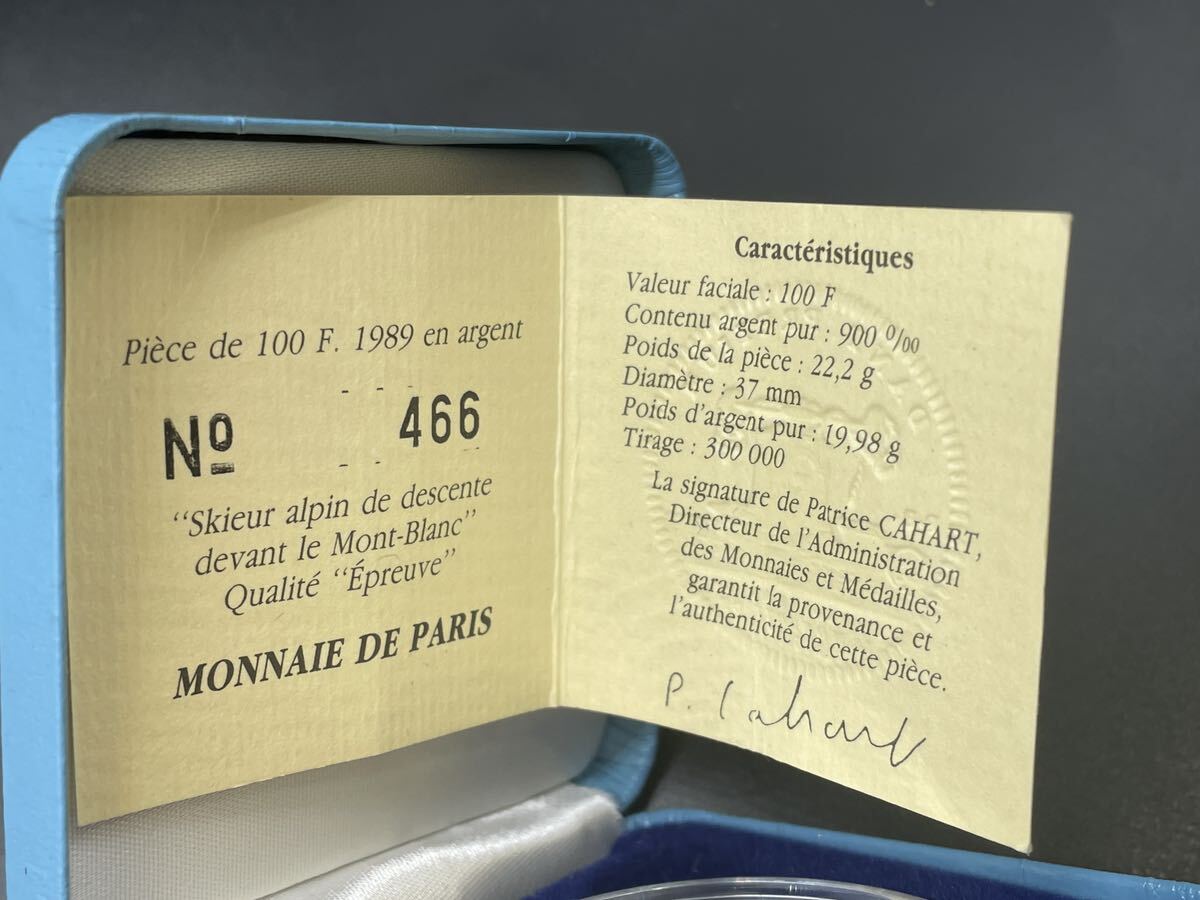 Pièce de 100 F. 1989 en argent
Nº 466
"Skieur alpin de descente
devant le Mont-Blanc"
Qualité "Épreuve"
MONNAIE DE PARIS
Caractéristiques
Valeur faciale : 100 F
Contenu argent pur : 900 ‰
Poids de la pièce : 22,2 g
Diamètre : 37 mm
Poids d'argent pur : 19,98 g
Tirage : 300 000
La signature de Patrice CAHART,
Directeur de l'Administration
des Monnaies et Médailles,
garantit la provenance et
l'authenticité de cette pièce.
P. Cahart